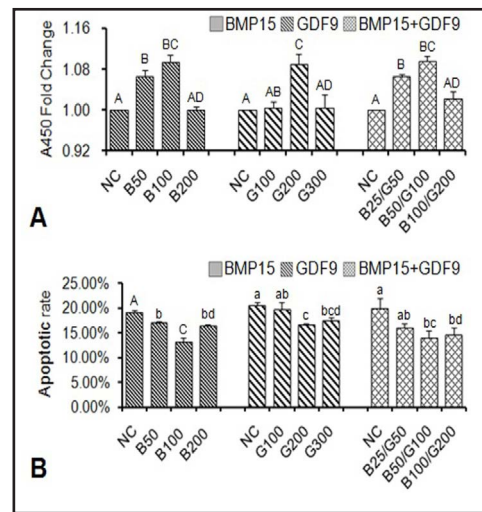 BMP15 GDF9 BMP15+GDF9
A450 Fold Change
1.16
1.08
1.00
0.92
A B BC AD
A AB C AD
A B BC AD
NC B50 B100 B200
NC G100 G200 G300
NC B25/G50 B50/G100 B100/G200
A
BMP15 GDF9 BMP15+GDF9
Apoptotic rate
25.00%
20.00%
15.00%
10.00%
5.00%
0.00%
A b C bd
a ab c bcd
a ab bc bd
NC B50 B100 B200
NC G100 G200 G300
NC B25/G50 B50/G100 B100/G200
B